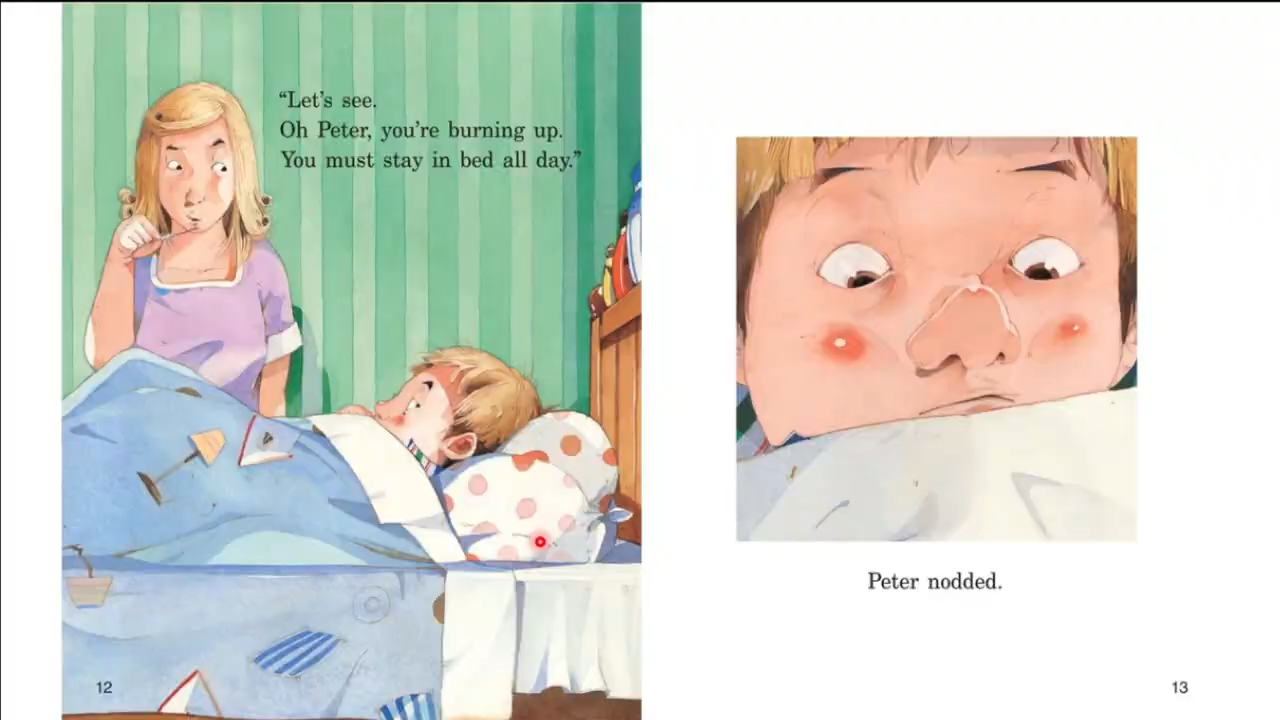 “Let’s see.
Oh Peter, you’re burning up.
You must stay in bed all day.”
Peter nodded.
12
13